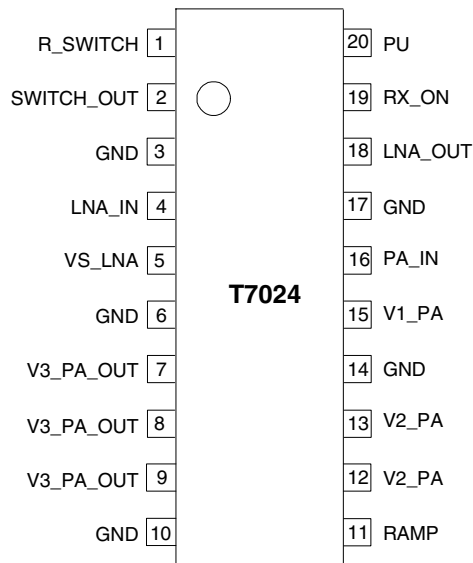 R_SWITCH 1 20 PU
SWITCH_OUT 2 19 RX_ON
GND 3 18 LNA_OUT
LNA_IN 4 17 GND
VS_LNA 5 16 PA_IN
T7024
GND 6 15 V1_PA
V3_PA_OUT 7 14 GND
V3_PA_OUT 8 13 V2_PA
V3_PA_OUT 9 12 V2_PA
GND 10 11 RAMP